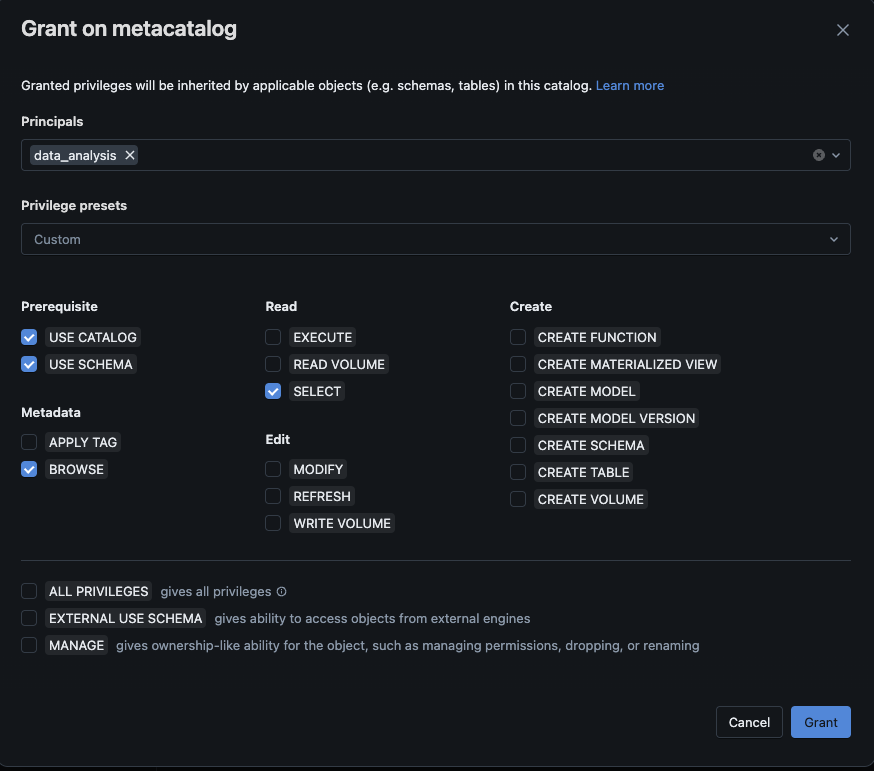 Grant on metacatalog
Granted privileges will be inherited by applicable objects (e.g. schemas, tables) in this catalog. Learn more
Principals
data_analysis
Privilege presets
Custom
Prerequisite
USE CATALOG
USE SCHEMA
Metadata
APPLY TAG
BROWSE
Read
EXECUTE
READ VOLUME
SELECT
Edit
MODIFY
REFRESH
WRITE VOLUME
Create
CREATE FUNCTION
CREATE MATERIALIZED VIEW
CREATE MODEL
CREATE MODEL VERSION
CREATE SCHEMA
CREATE TABLE
CREATE VOLUME
ALL PRIVILEGES gives all privileges
EXTERNAL USE SCHEMA gives ability to access objects from external engines
MANAGE gives ownership-like ability for the object, such as managing permissions, dropping, or renaming
Cancel Grant